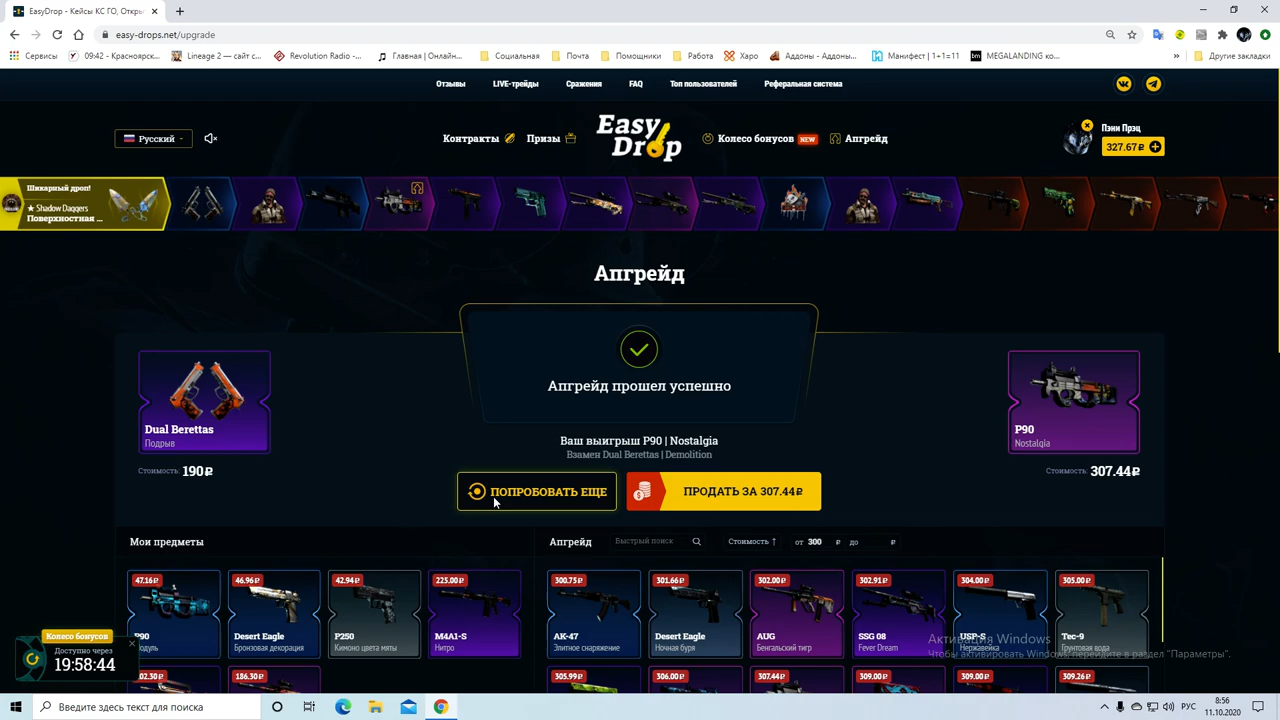 EasyDrop - Кейсы КС ГО, Откры
easy-drops.net/upgrade
Сервисы
09:42 - Красноярск...
Lineage 2 — сайт с...
Revolution Radio -...
Главная | Онлайн...
Социальная
Почта
Помощники
Работа
Харо
Аддоны - Аддоны...
Манифест | 1+1=11
MEGALANDING ко...
»
Другие закладки
Отзывы
LIVE-трейды
Сражения
FAQ
Топ пользователей
Реферальная система
Русский
Контракты
Призы
Easy Drop
Колесо бонусов NEW
Апгрейд
Пэнн Прэц
327.67₽
Шикарный дроп!
★ Shadow Daggers
Поверхностная ...
Апгрейд
Апгрейд прошел успешно
Dual Berettas
Подрыв
Стоимость: 190₽
P90
Nostalgia
Стоимость: 307.44₽
Ваш выигрыш P90 | Nostalgia
Взамен Dual Berettas | Demolition
ПОПРОБОВАТЬ ЕЩЕ
ПРОДАТЬ ЗА 307.44₽
Мои предметы
Апгрейд
Быстрый поиск
Стоимость ↑
от 300 ₽ до ₽
47.16₽
46.96₽
42.94₽
225.00₽
300.75₽
301.66₽
302.00₽
302.91₽
304.00₽
305.00₽
P90
Модуль
Desert Eagle
Бронзовая декорация
P250
Кимоно цвета мяты
M4A1-S
Нитро
AK-47
Элитное снаряжение
Desert Eagle
Ночная буря
AUG
Бенгальский тигр
SSG 08
Fever Dream
USP-S
Нержавейка
Tec-9
Грунтовая вода
Колесо бонусов
Доступно через
19:58:44
Активация Windows
Чтобы активировать Windows, перейдите в раздел "Параметры".
02.30₽
186.30₽
305.99₽
306.00₽
307.44₽
309.00₽
309.00₽
309.26₽
Введите здесь текст для поиска
РУС
8:56
11.10.2020